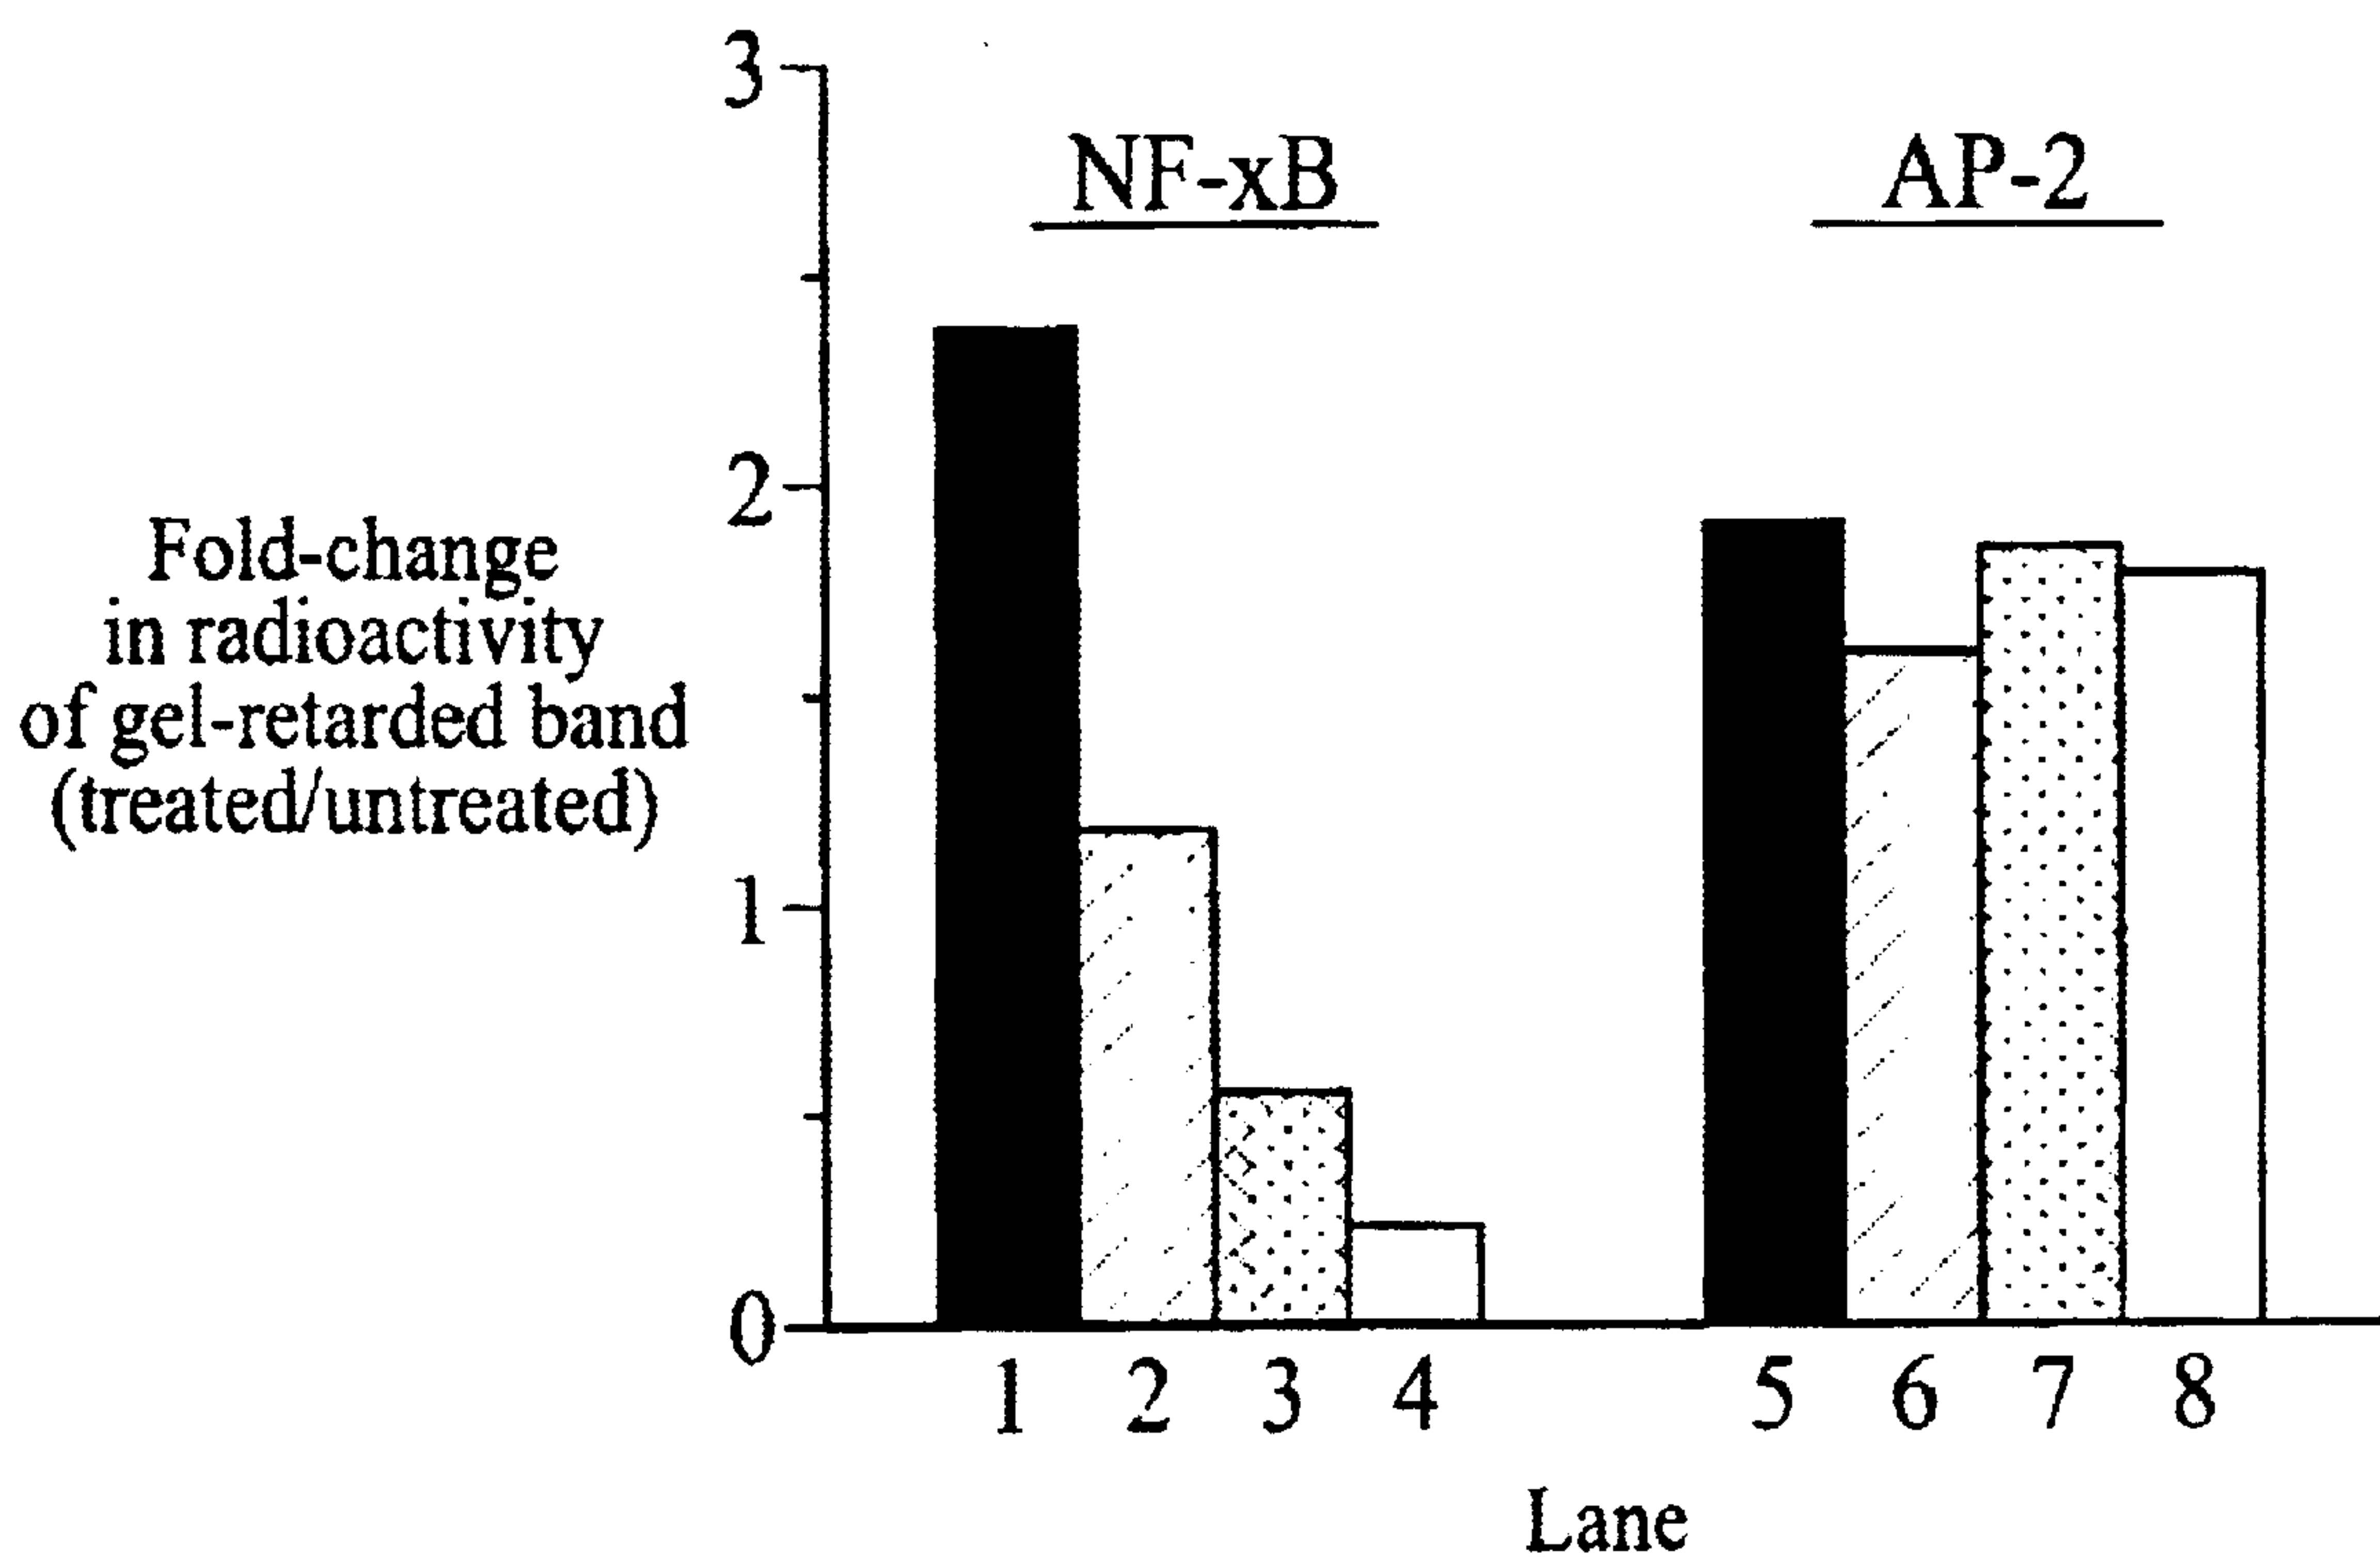 3
NF-xB
AP-2
2
Fold-change
in radioactivity
of gel-retarded band
(treated/untreated)
1
0
1 2 3 4 5 6 7 8
Lane